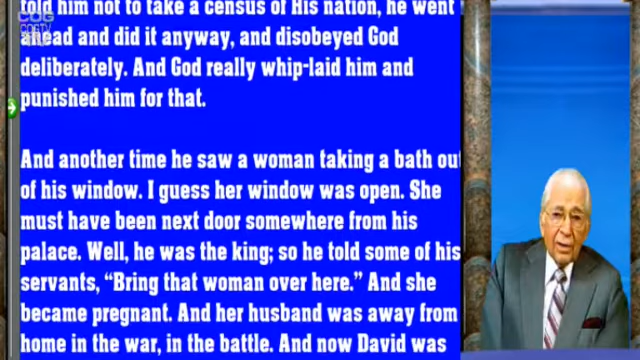 COG
COGTV
told him not to take a census of His nation, he went
ahead and did it anyway, and disobeyed God
deliberately. And God really whip-laid him and
punished him for that.
And another time he saw a woman taking a bath out
of his window. I guess her window was open. She
must have been next door somewhere from his
palace. Well, he was the king; so he told some of his
servants, “Bring that woman over here.” And she
became pregnant. And her husband was away from
home in the war, in the battle. And now David was